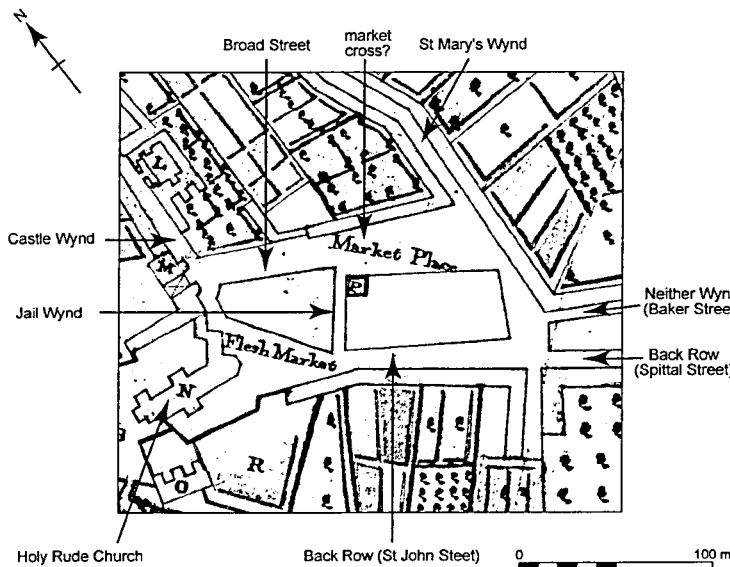 N
Broad Street
market
cross?
St Mary's Wynd
L
Castle Wynd
M
Market Place
P
Jail Wynd
Neither Wyn
(Baker Stree
Flesh Market
Back Row
(Spittal Street)
N
R
O
Holy Rude Church
Back Row (St John Steet)
0
100 m